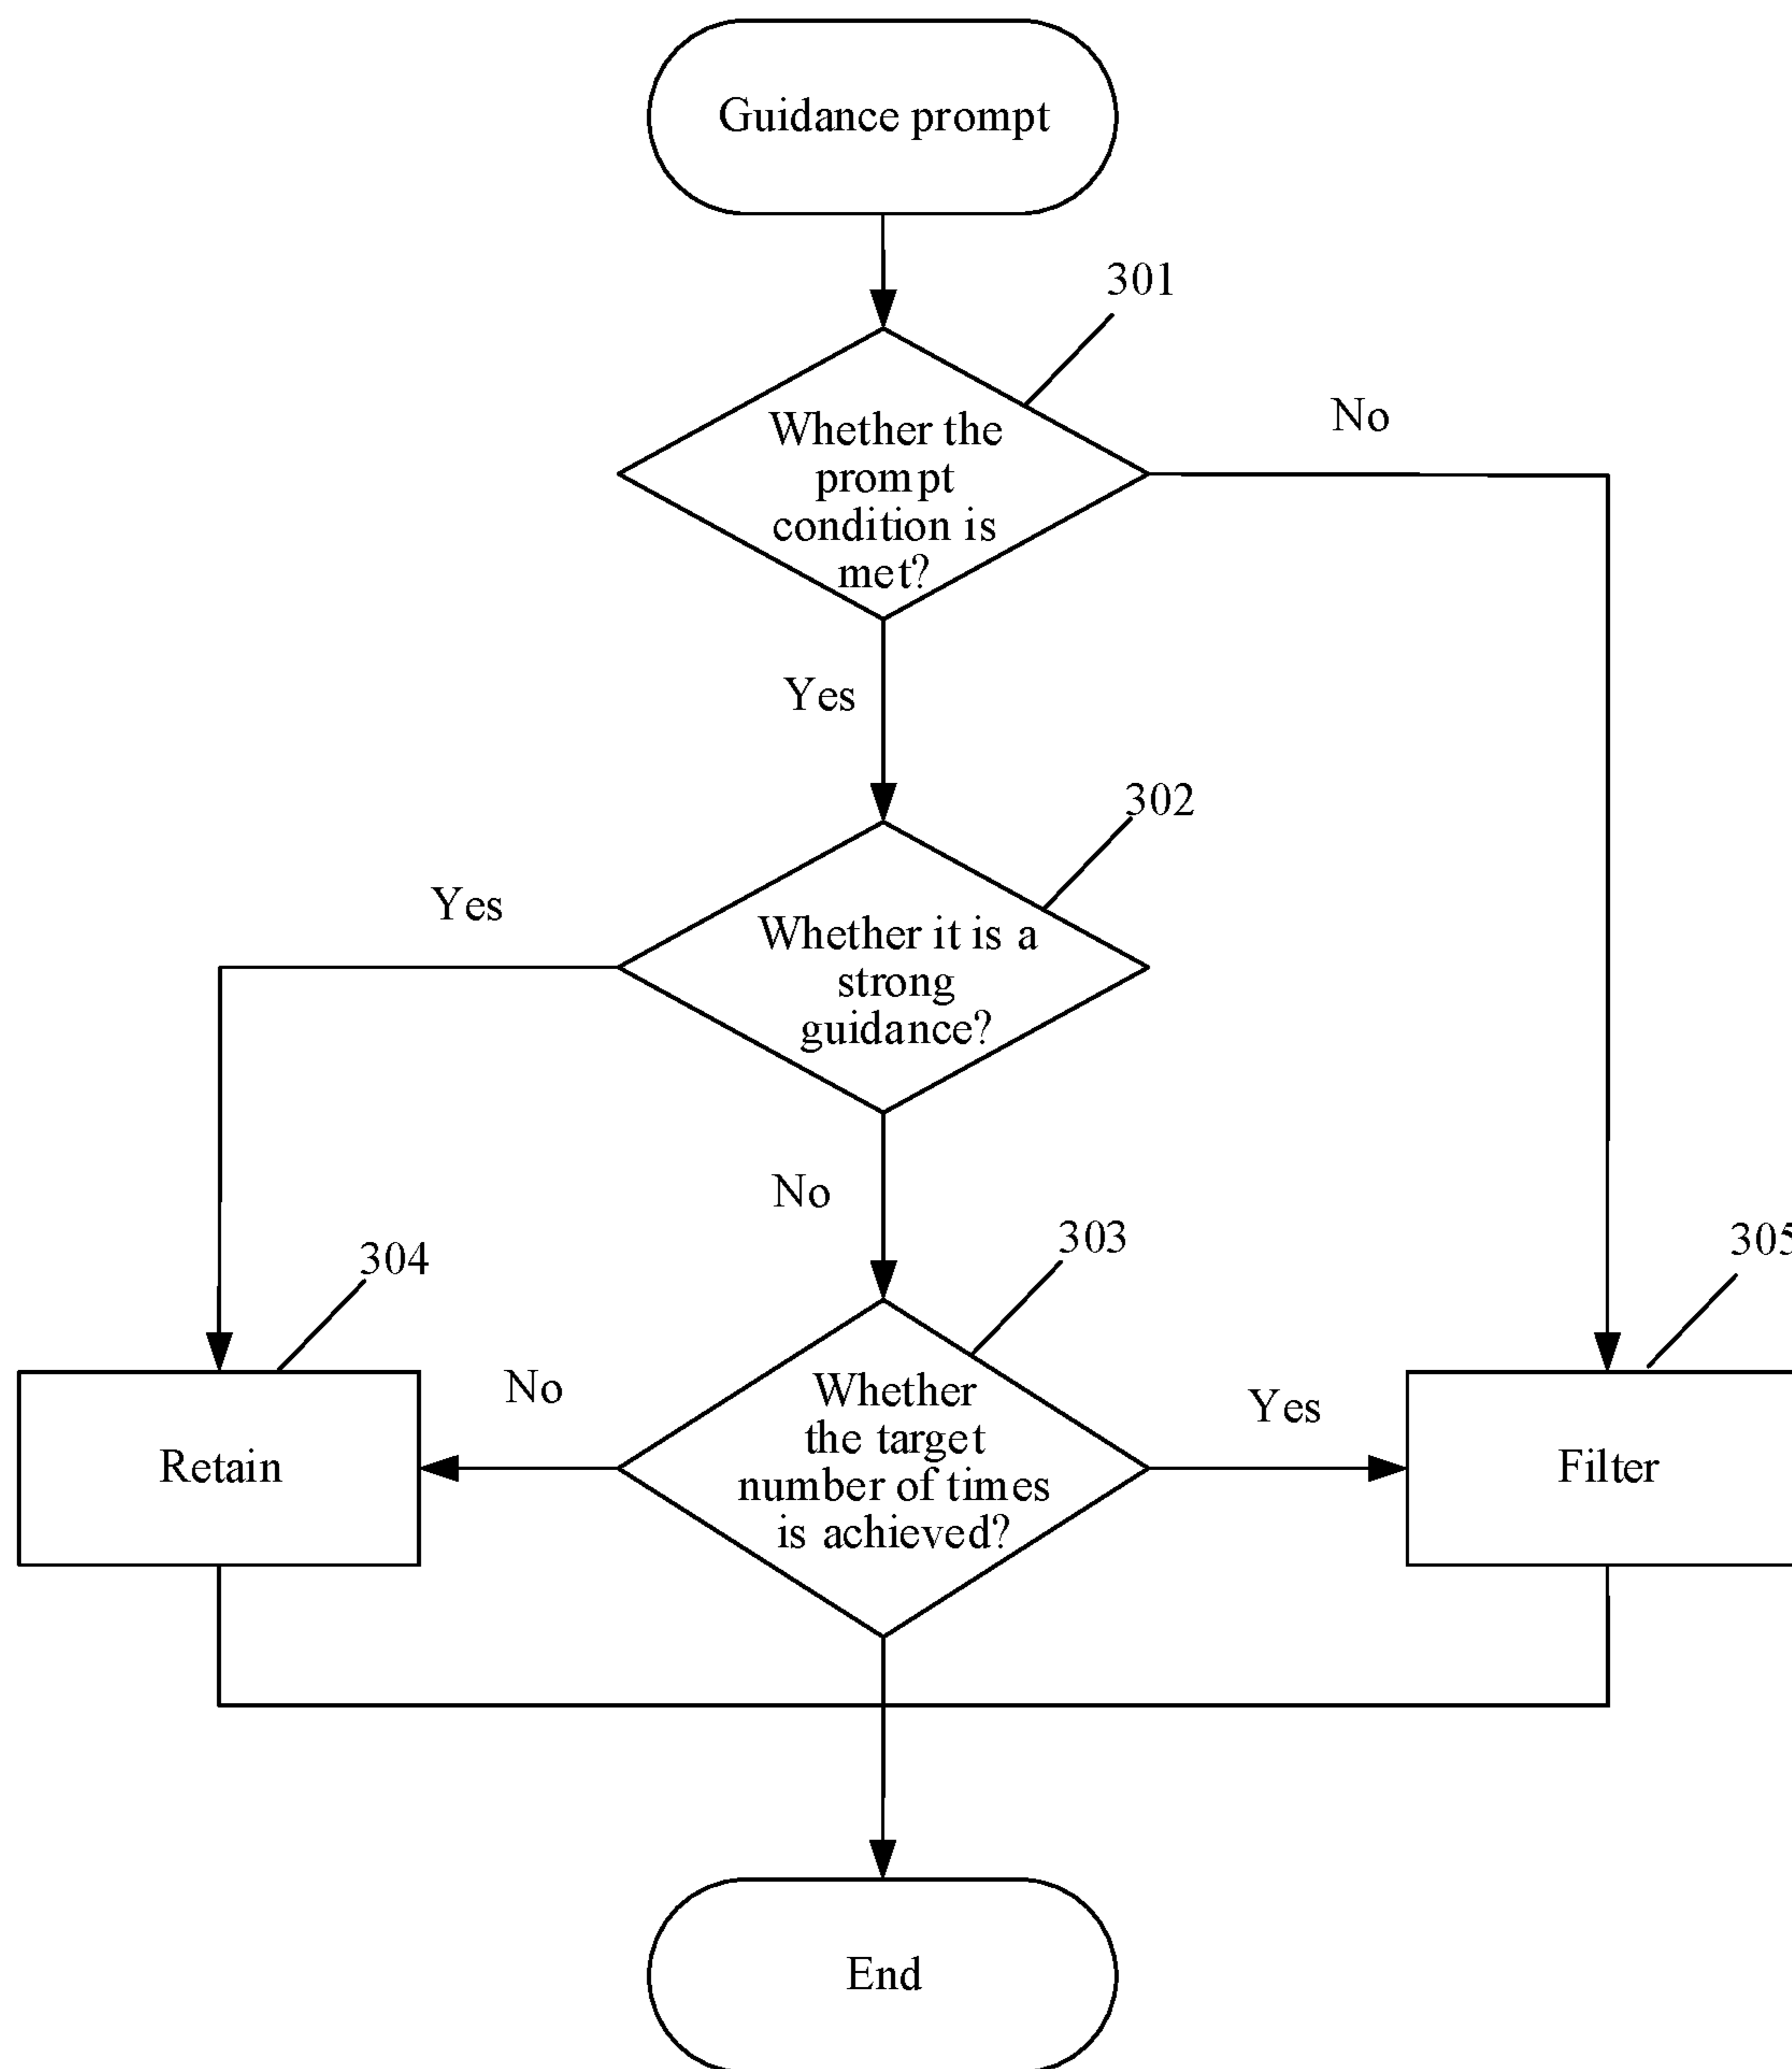 Guidance prompt
301
Whether the
prompt
condition is
met?
No
Yes
302
Whether it is a
strong
guidance?
Yes
No
303
304
305
Whether
the target
number of times
is achieved?
No
Yes
Retain
Filter
End